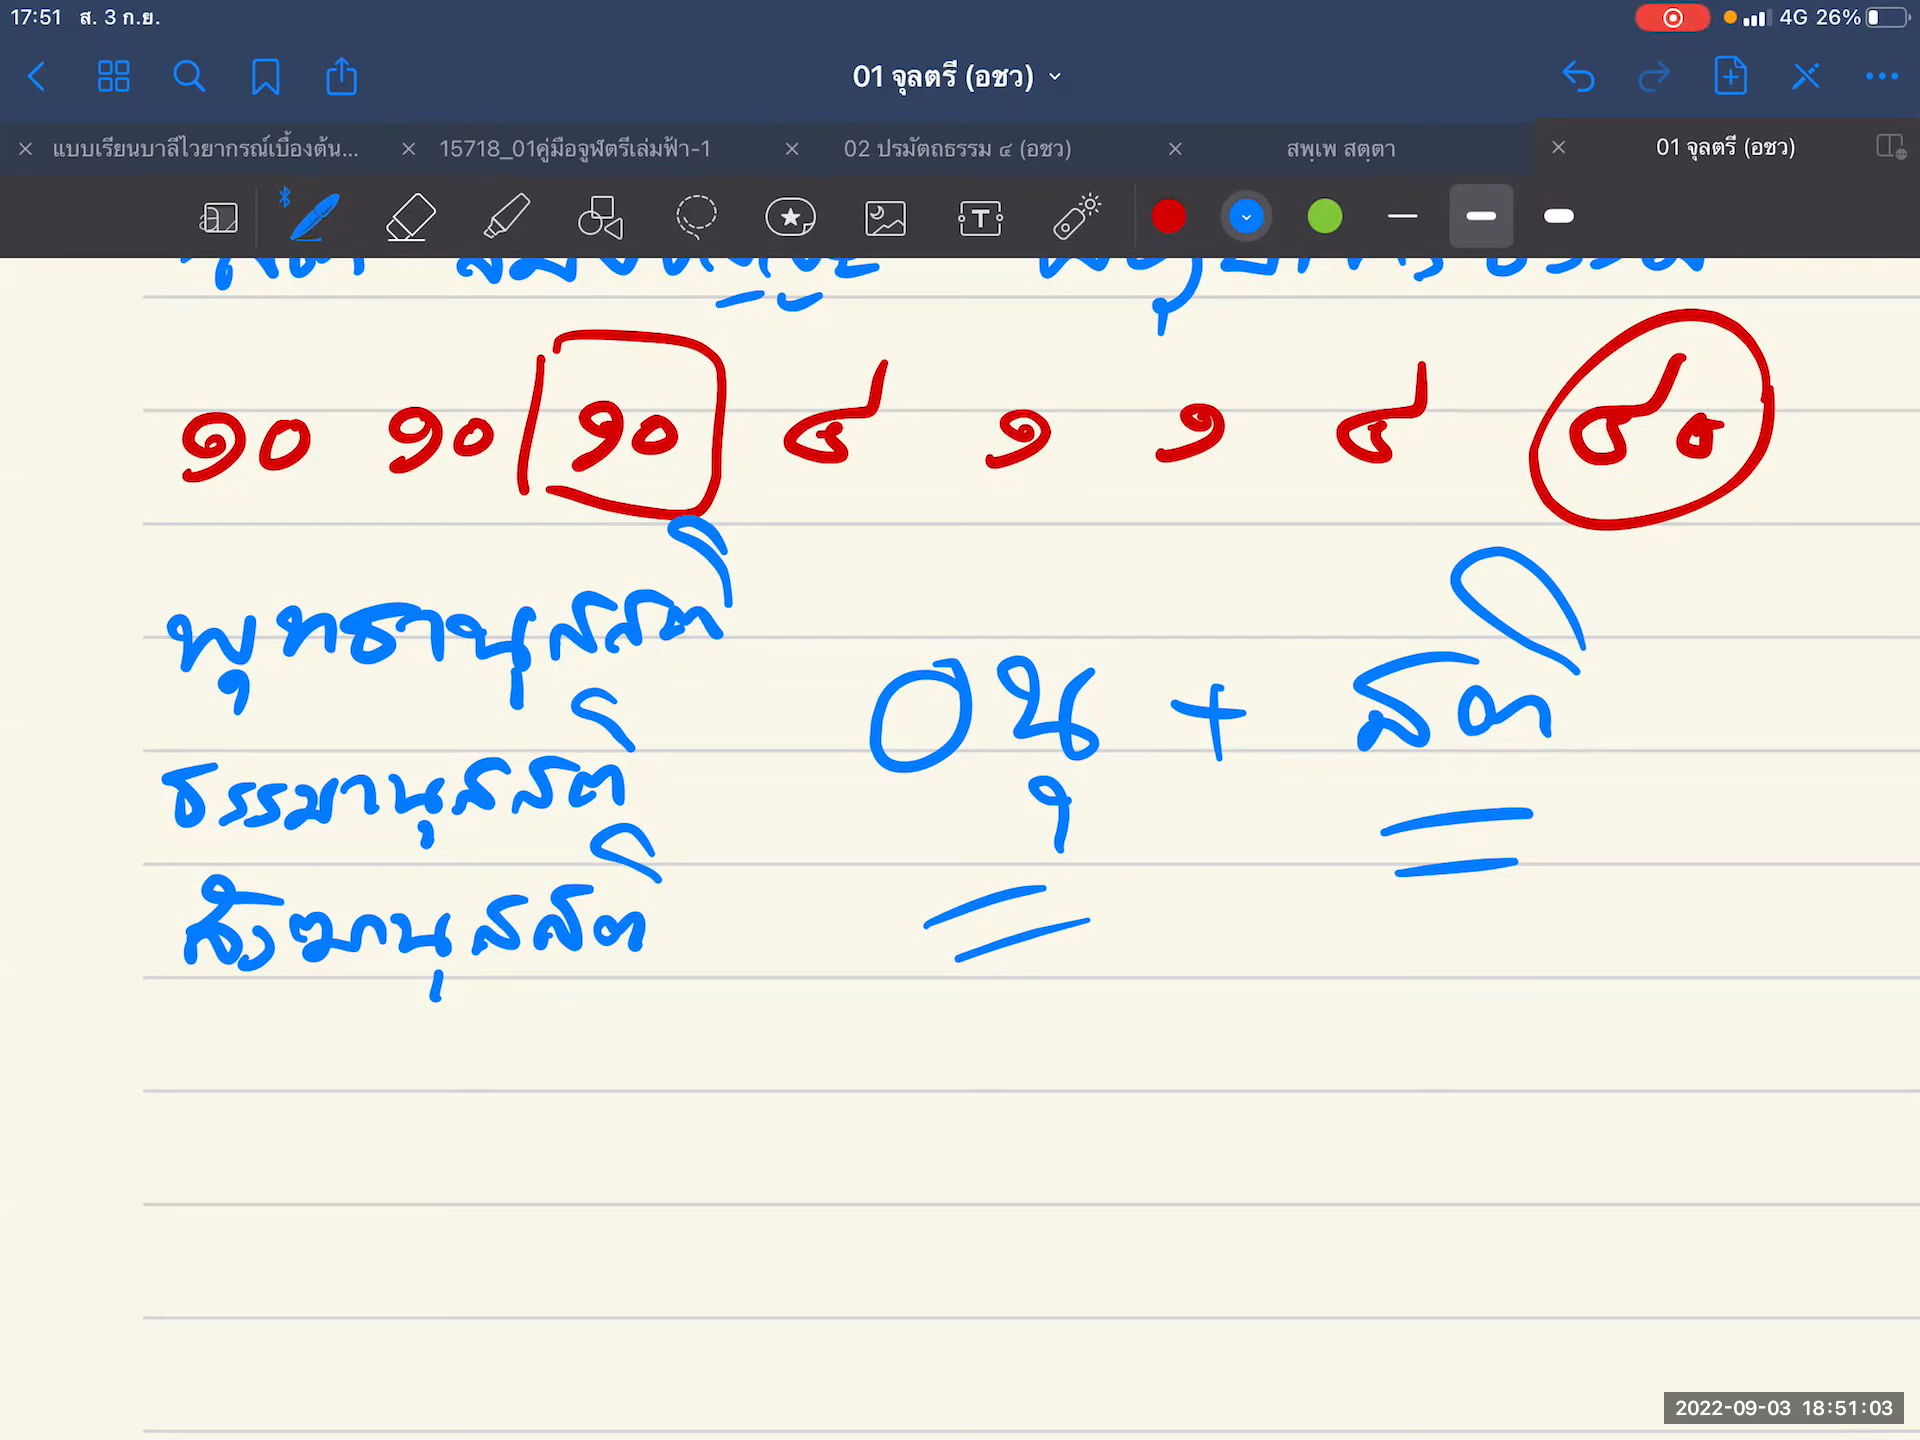 17:51 ส. 3 ก.ย. 4G 26%
01 จุลตรี (อชว)
แบบเรียนบาลีไวยากรณ์เบื้องต้น... 15718_01คู่มือจูฬตรีเล่มฟ้า-1 02 ปรมัตถธรรม ๔ (อชว) สพฺเพ สตฺตา 01 จุลตรี (อชว)
๑๐ ๑๐ ๑๐ ๔ ๑ ๑ ๔ ๔๐
พุทธานุสสติ
อนุ + สติ
ธรรมานุสสติ
สังฆานุสสติ
2022-09-03 18:51:03